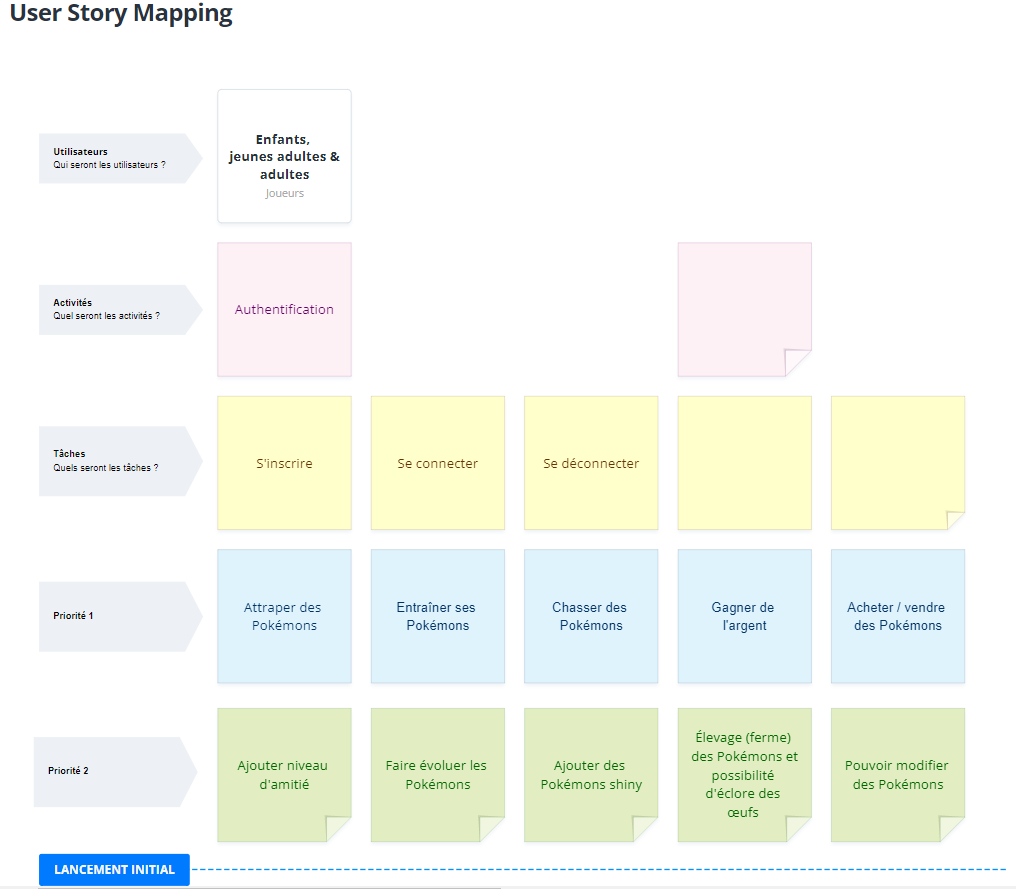 User Story Mapping
Utilisateurs
Qui seront les utilisateurs ?
Enfants,
jeunes adultes &
adultes
Joueurs
Activités
Quel seront les activités ?
Authentification
Tâches
Quels seront les tâches ?
S'inscrire
Se connecter
Se déconnecter
Priorité 1
Attraper des
Pokémons
Entraîner ses
Pokémons
Chasser des
Pokémons
Gagner de
l'argent
Acheter / vendre
des Pokémons
Priorité 2
Ajouter niveau
d'amitié
Faire évoluer les
Pokémons
Ajouter des
Pokémons shiny
Élevage (ferme)
des Pokémons et
possibilité
d'éclore des
œufs
Pouvoir modifier
des Pokémons
LANCEMENT INITIAL